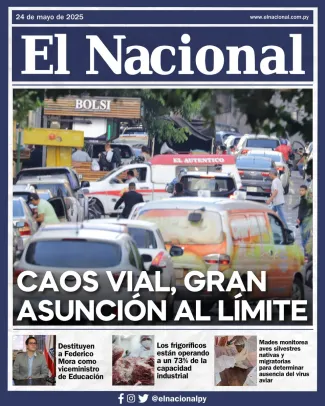 24 de mayo de 2025
www.elnacional.com.py
El Nacional
BOLSI
EL AUTENTICO
CAOS VIAL, GRAN
ASUNCIÓN AL LÍMITE
Destituyen
a Federico
Mora como
viceministro
de Educación
Los frigoríficos
están operando
a un 73% de la
capacidad
industrial
Mades monitorea
aves silvestres
nativas y
migratorias
para determinar
ausencia del virus
aviar
@elnacionalpy